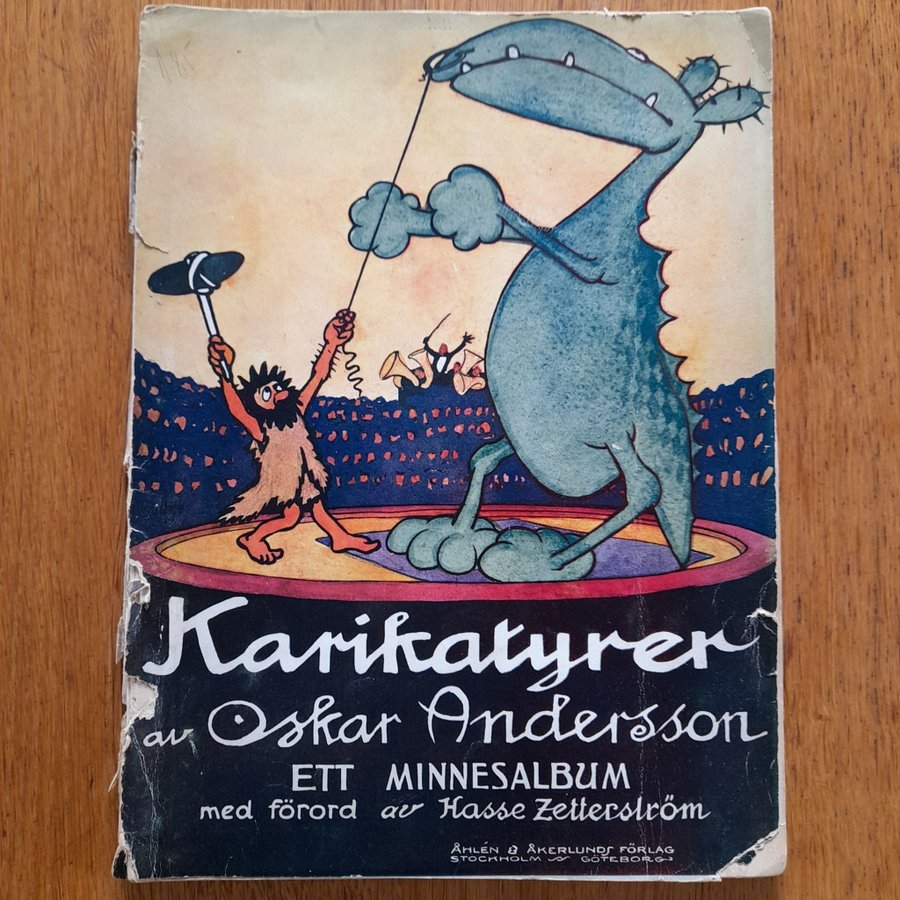 Karikatyrer
av Oskar Andersson
ETT MINNESALBUM
med förord av Hasse Zetterström
ÅHLÉN & ÅKERLUNDS FÖRLAG
STOCKHOLM GÖTEBORG